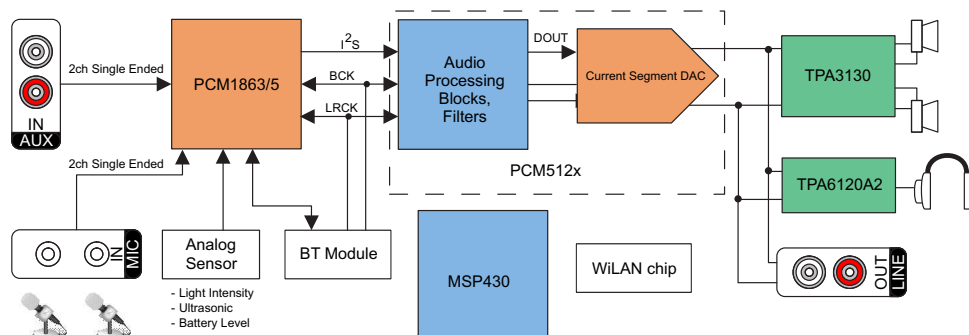 2ch Single Ended
IN
AUX
PCM1863/5
I2S
BCK
LRCK
Audio
Processing
Blocks,
Filters
DOUT
Current Segment DAC
PCM512x
TPA3130
TPA6120A2
2ch Single Ended
IN
MIC
Analog
Sensor
- Light Intensity
- Ultrasonic
- Battery Level
BT Module
MSP430
WiLAN chip
OUT
LINE